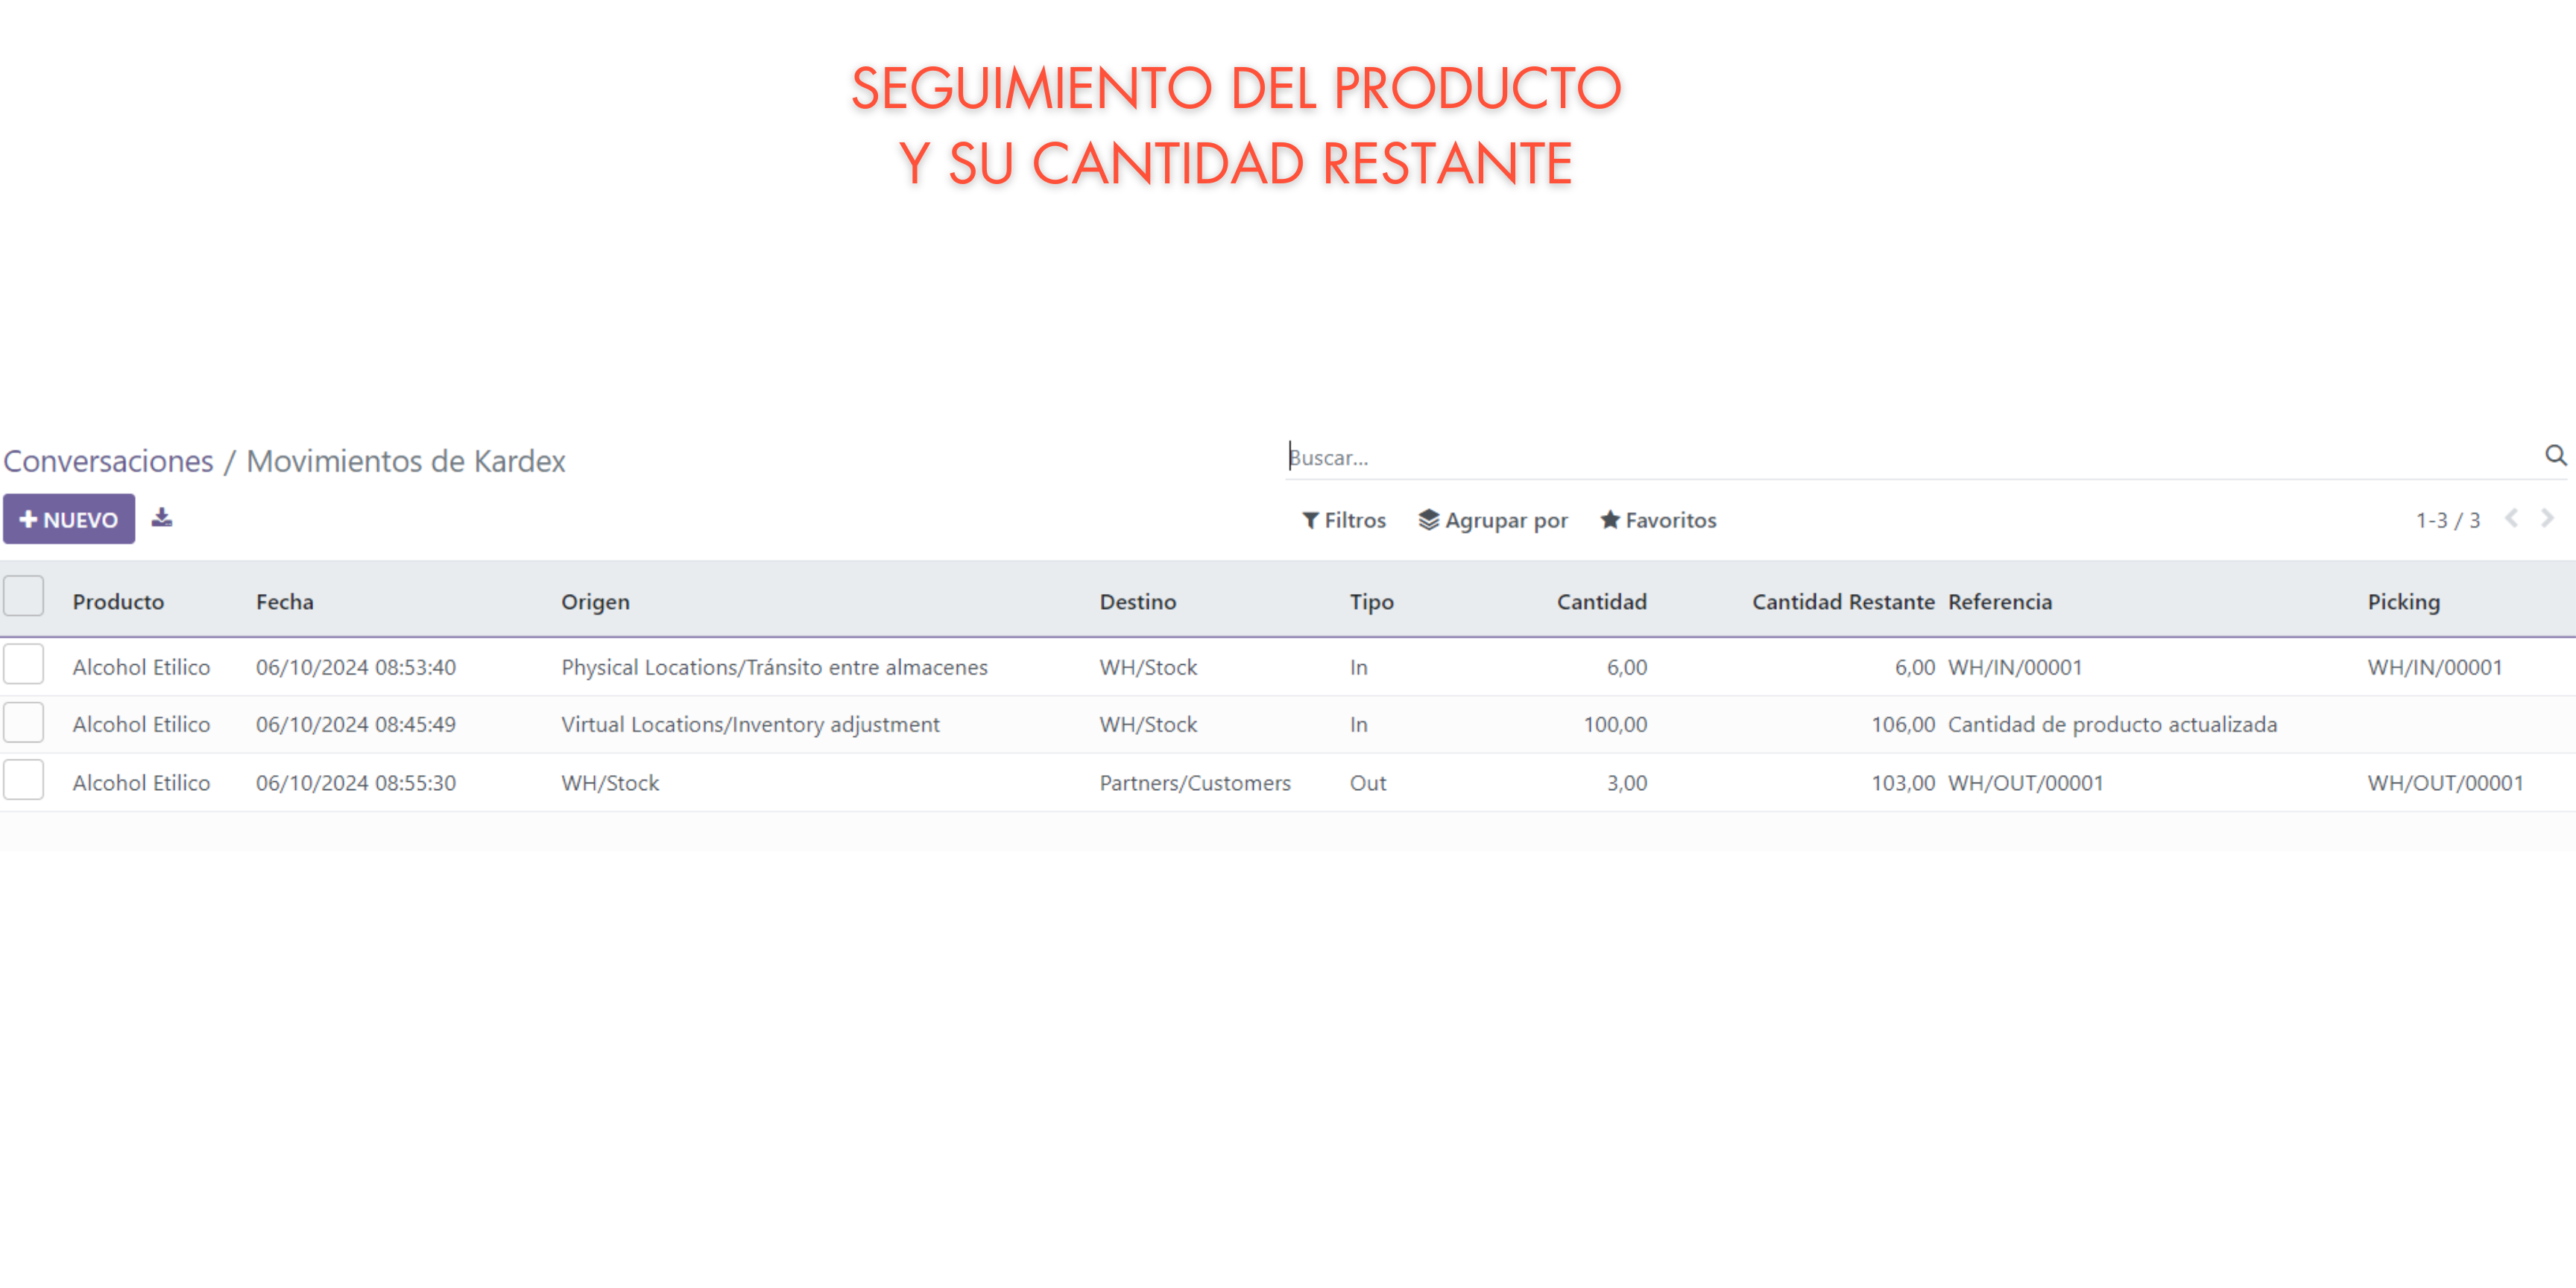 SEGUIMIENTO DEL PRODUCTO
Y SU CANTIDAD RESTANTE
Conversaciones / Movimientos de Kardex
Buscar...
NUEVO
Filtros Agrupar por Favoritos 1-3 / 3
Producto Fecha Origen Destino Tipo Cantidad Cantidad Restante Referencia Picking
Alcohol Etilico 06/10/2024 08:53:40 Physical Locations/Tránsito entre almacenes WH/Stock In 6,00 6,00 WH/IN/00001 WH/IN/00001
Alcohol Etilico 06/10/2024 08:45:49 Virtual Locations/Inventory adjustment WH/Stock In 100,00 106,00 Cantidad de producto actualizada
Alcohol Etilico 06/10/2024 08:55:30 WH/Stock Partners/Customers Out 3,00 103,00 WH/OUT/00001 WH/OUT/00001